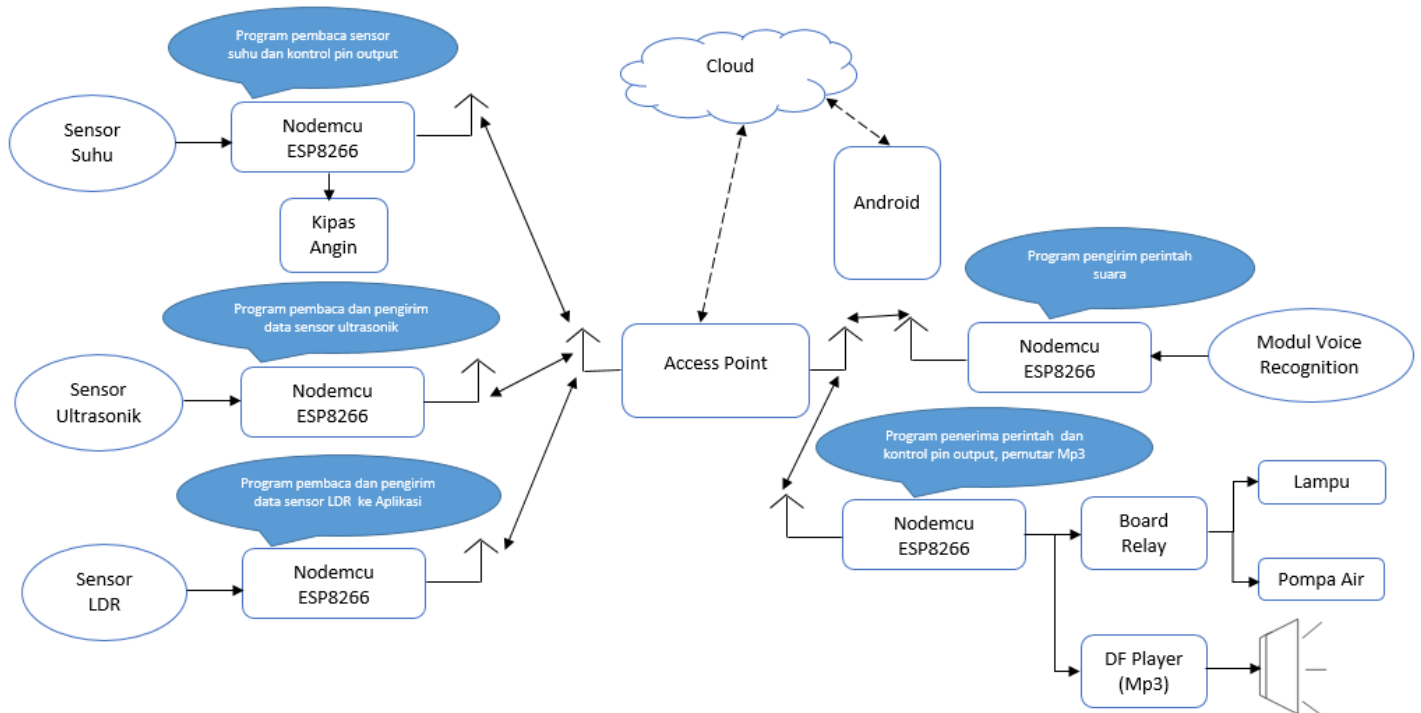 Program pembaca sensor
suhu dan kontrol pin output
Sensor
Suhu
Nodemcu
ESP8266
Kipas
Angin
Cloud
Android
Program pembaca dan pengirim
data sensor ultrasonik
Sensor
Ultrasonik
Nodemcu
ESP8266
Access Point
Program pengirim perintah
suara
Nodemcu
ESP8266
Modul Voice
Recognition
Program pembaca dan pengirim
data sensor LDR ke Aplikasi
Sensor
LDR
Nodemcu
ESP8266
Program penerima perintah dan
kontrol pin output, pemutar Mp3
Nodemcu
ESP8266
Board
Relay
Lampu
Pompa Air
DF Player
(Mp3)